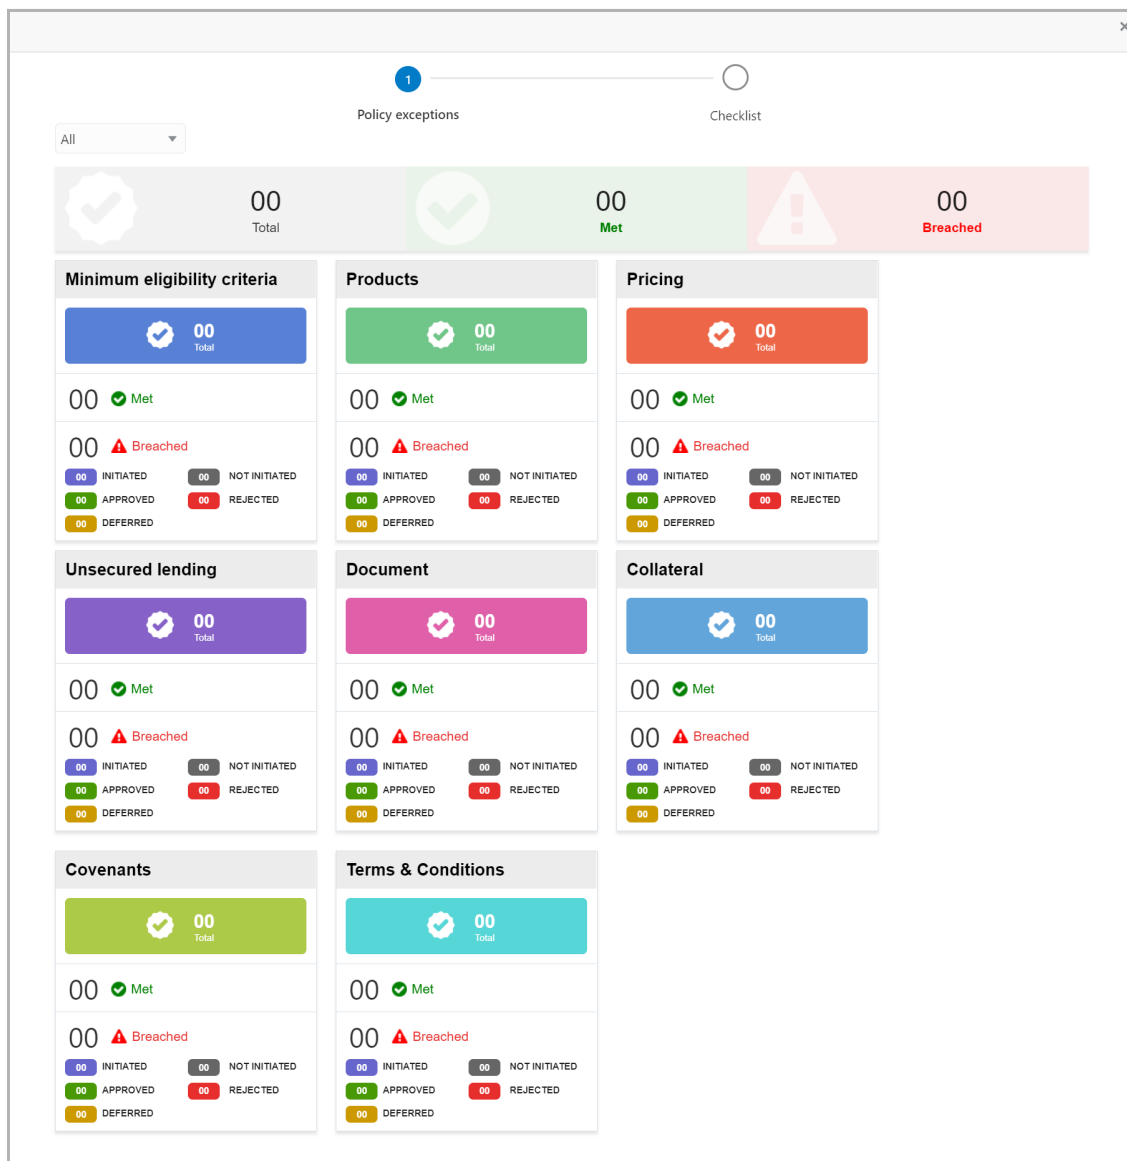 ×
1
Policy exceptions
Checklist
All
00
Total
00
Met
00
Breached
Minimum eligibility criteria
00
Total
00 Met
00 Breached
00 INITIATED 00 NOT INITIATED
00 APPROVED 00 REJECTED
00 DEFERRED
Products
00
Total
00 Met
00 Breached
00 INITIATED 00 NOT INITIATED
00 APPROVED 00 REJECTED
00 DEFERRED
Pricing
00
Total
00 Met
00 Breached
00 INITIATED 00 NOT INITIATED
00 APPROVED 00 REJECTED
00 DEFERRED
Unsecured lending
00
Total
00 Met
00 Breached
00 INITIATED 00 NOT INITIATED
00 APPROVED 00 REJECTED
00 DEFERRED
Document
00
Total
00 Met
00 Breached
00 INITIATED 00 NOT INITIATED
00 APPROVED 00 REJECTED
00 DEFERRED
Collateral
00
Total
00 Met
00 Breached
00 INITIATED 00 NOT INITIATED
00 APPROVED 00 REJECTED
00 DEFERRED
Covenants
00
Total
00 Met
00 Breached
00 INITIATED 00 NOT INITIATED
00 APPROVED 00 REJECTED
00 DEFERRED
Terms & Conditions
00
Total
00 Met
00 Breached
00 INITIATED 00 NOT INITIATED
00 APPROVED 00 REJECTED
00 DEFERRED